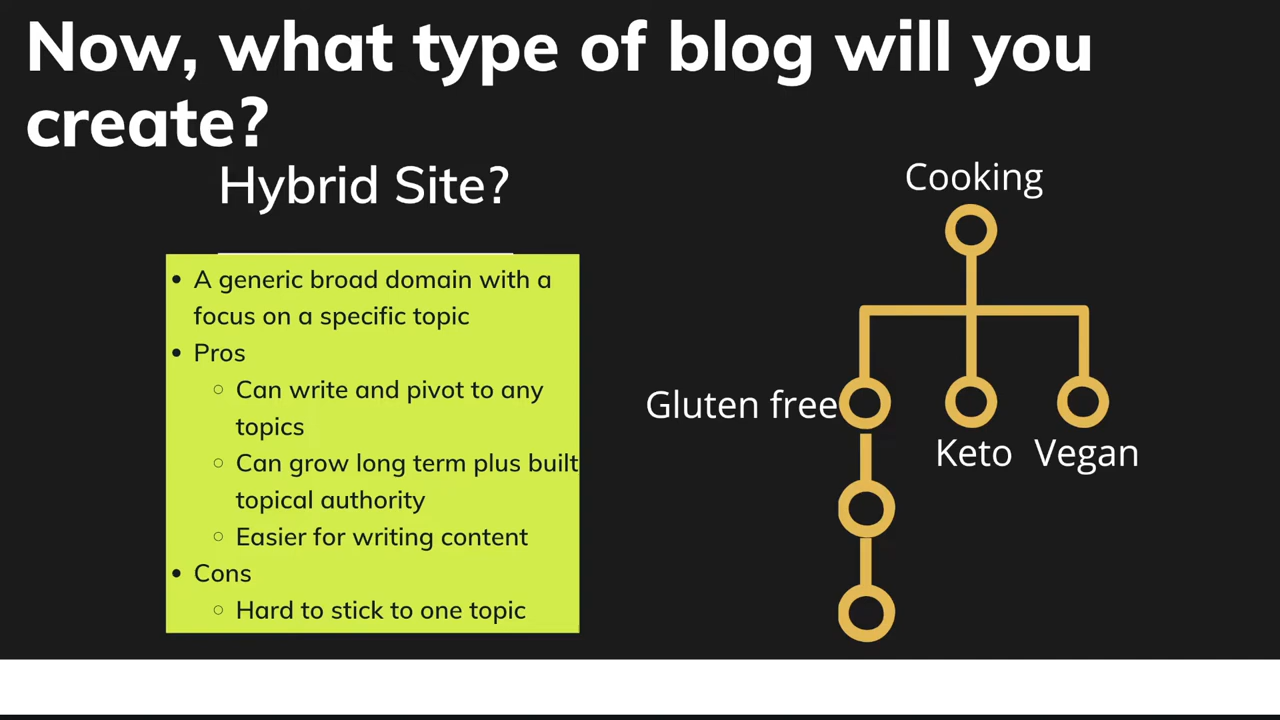 Now, what type of blog will you
create?
Hybrid Site?
• A generic broad domain with a
focus on a specific topic
• Pros
○ Can write and pivot to any
topics
○ Can grow long term plus built
topical authority
○ Easier for writing content
• Cons
○ Hard to stick to one topic
Cooking
Gluten free
Keto Vegan